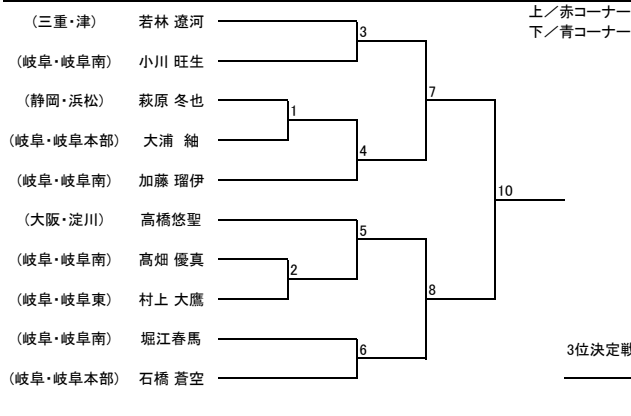 上／赤コーナー
下／青コーナー
（三重・津） 若林 遼河
3
（岐阜・岐阜南） 小川 旺生
7
（静岡・浜松） 萩原 冬也
1
（岐阜・岐阜本部） 大浦 紬
4
（岐阜・岐阜南） 加藤 瑠伊
10
（大阪・淀川） 高橋悠聖
5
（岐阜・岐阜南） 髙畑 優真
2
（岐阜・岐阜東） 村上 大鷹
8
（岐阜・岐阜南） 堀江春馬
6
3位決定戦
（岐阜・岐阜本部） 石橋 蒼空